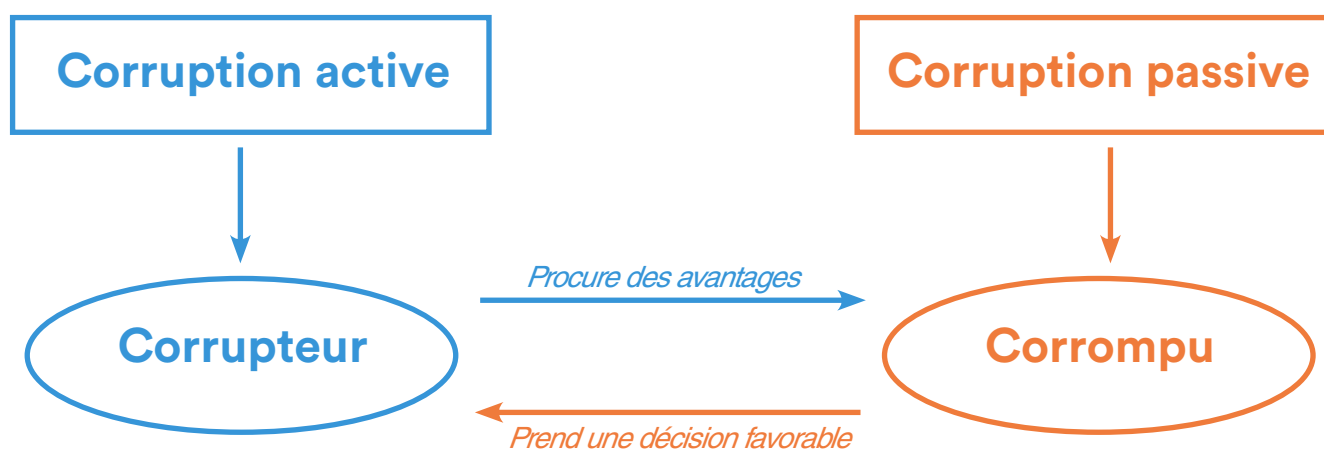 Corruption active
Corruption passive
Procure des avantages
Corrupteur
Corrompu
Prend une décision favorable